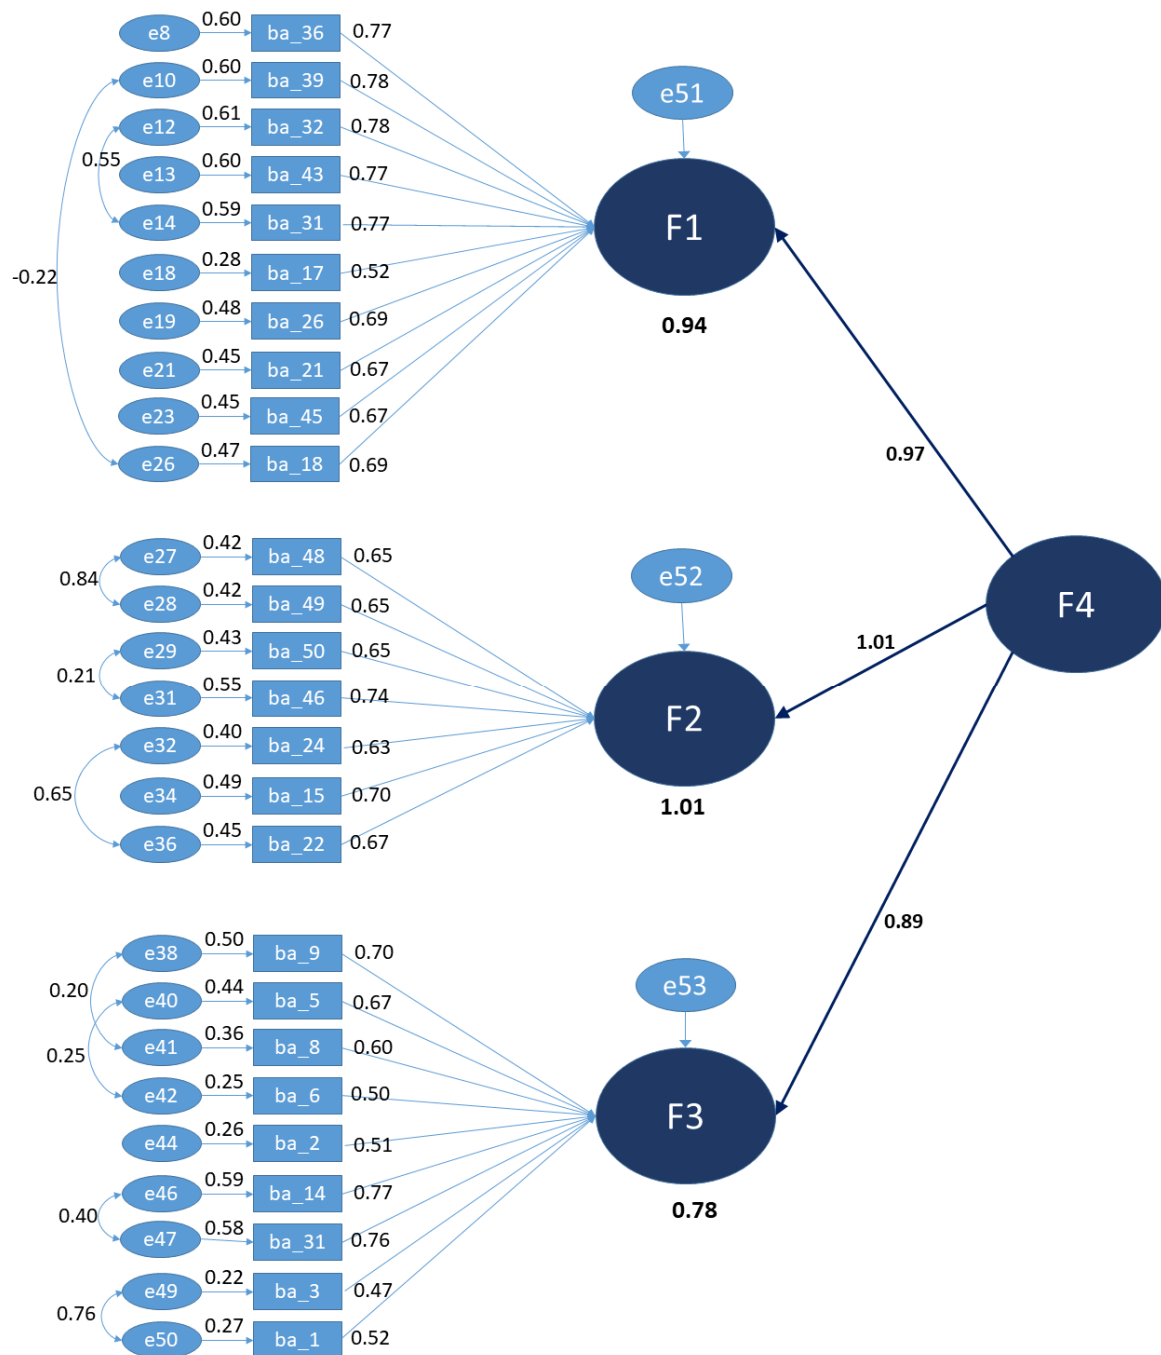 e8 0.60 ba_36 0.77
e10 0.60 ba_39 0.78
e51
e12 0.61 ba_32 0.78
0.55
e13 0.60 ba_43 0.77
e14 0.59 ba_31 0.77
F1
-0.22
e18 0.28 ba_17 0.52
e19 0.48 ba_26 0.69
0.94
e21 0.45 ba_21 0.67
e23 0.45 ba_45 0.67
e26 0.47 ba_18 0.69
0.97
e27 0.42 ba_48 0.65
0.84
e52
e28 0.42 ba_49 0.65
F4
e29 0.43 ba_50 0.65
1.01
0.21
e31 0.55 ba_46 0.74
F2
e32 0.40 ba_24 0.63
0.65
e34 0.49 ba_15 0.70
1.01
e36 0.45 ba_22 0.67
0.89
e38 0.50 ba_9 0.70
0.20
e53
e40 0.44 ba_5 0.67
e41 0.36 ba_8 0.60
0.25
e42 0.25 ba_6 0.50
F3
e44 0.26 ba_2 0.51
e46 0.59 ba_14 0.77
0.78
0.40
e47 0.58 ba_31 0.76
e49 0.22 ba_3 0.47
0.76
e50 0.27 ba_1 0.52